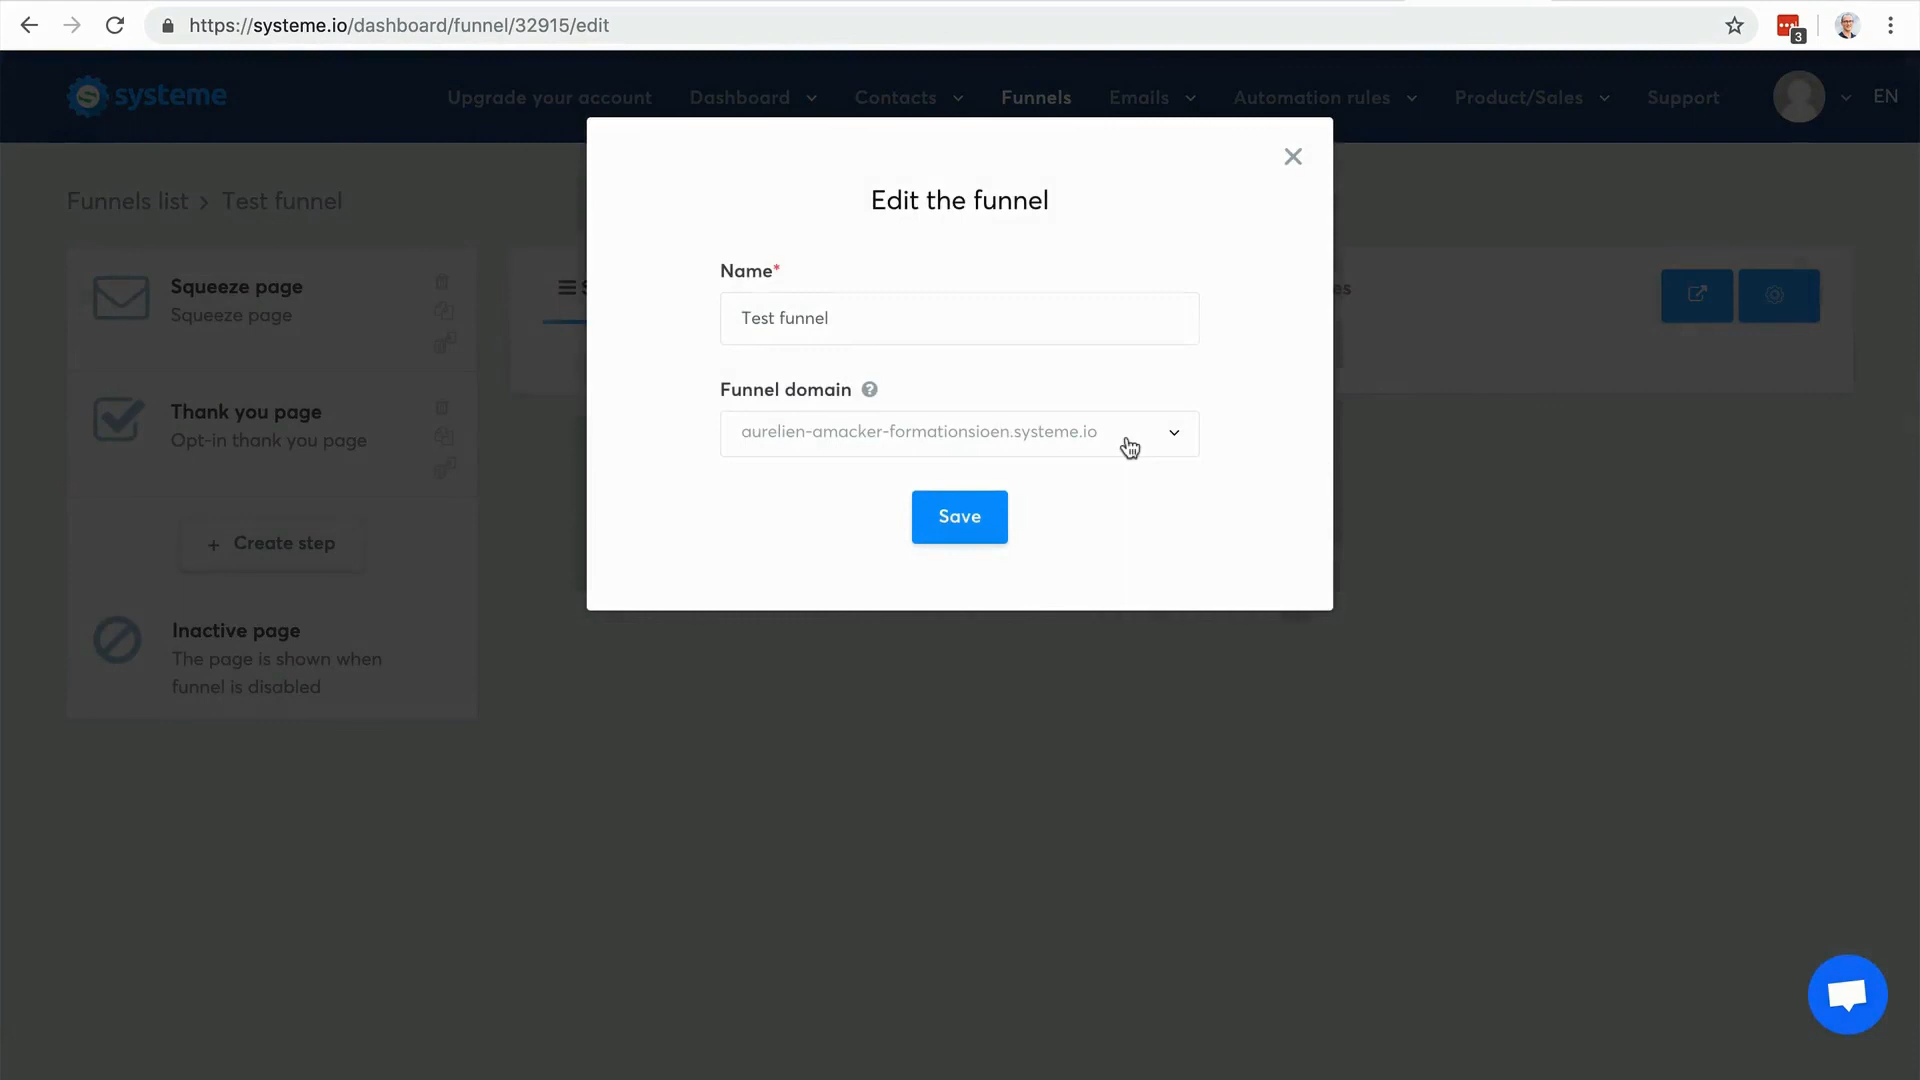 https://systeme.io/dashboard/funnel/32915/edit
3
systeme
Upgrade your account
Dashboard
Contacts
Funnels
Emails
Automation rules
Product/Sales
Support
EN
Funnels list > Test funnel
Squeeze page
Squeeze page
Thank you page
Opt-in thank you page
+ Create step
Inactive page
The page is shown when
funnel is disabled
Edit the funnel
Name*
Test funnel
Funnel domain ?
aurelien-amacker-formationsioen.systeme.io
Save